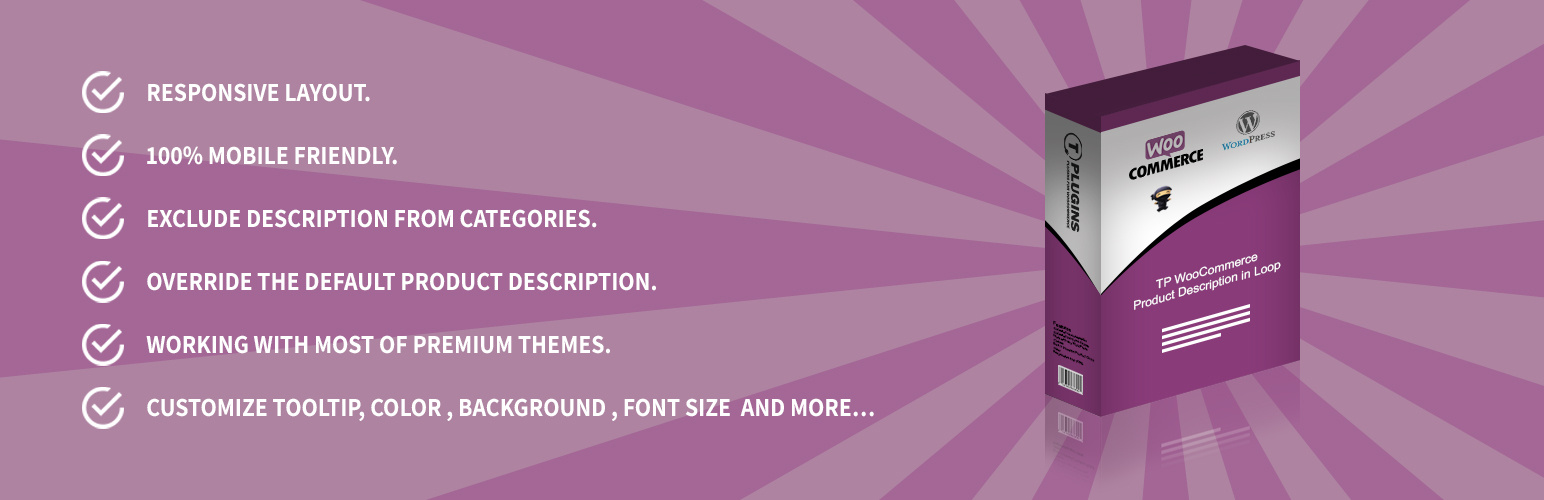 RESPONSIVE LAYOUT.
100% MOBILE FRIENDLY.
EXCLUDE DESCRIPTION FROM CATEGORIES.
OVERRIDE THE DEFAULT PRODUCT DESCRIPTION.
WORKING WITH MOST OF PREMIUM THEMES.
CUSTOMIZE TOOLTIP, COLOR , BACKGROUND , FONT SIZE  AND MORE...
T PLUGINS
WOO
COMMERCE
WORDPRESS
TP WooCommerce
Product Description in Loop